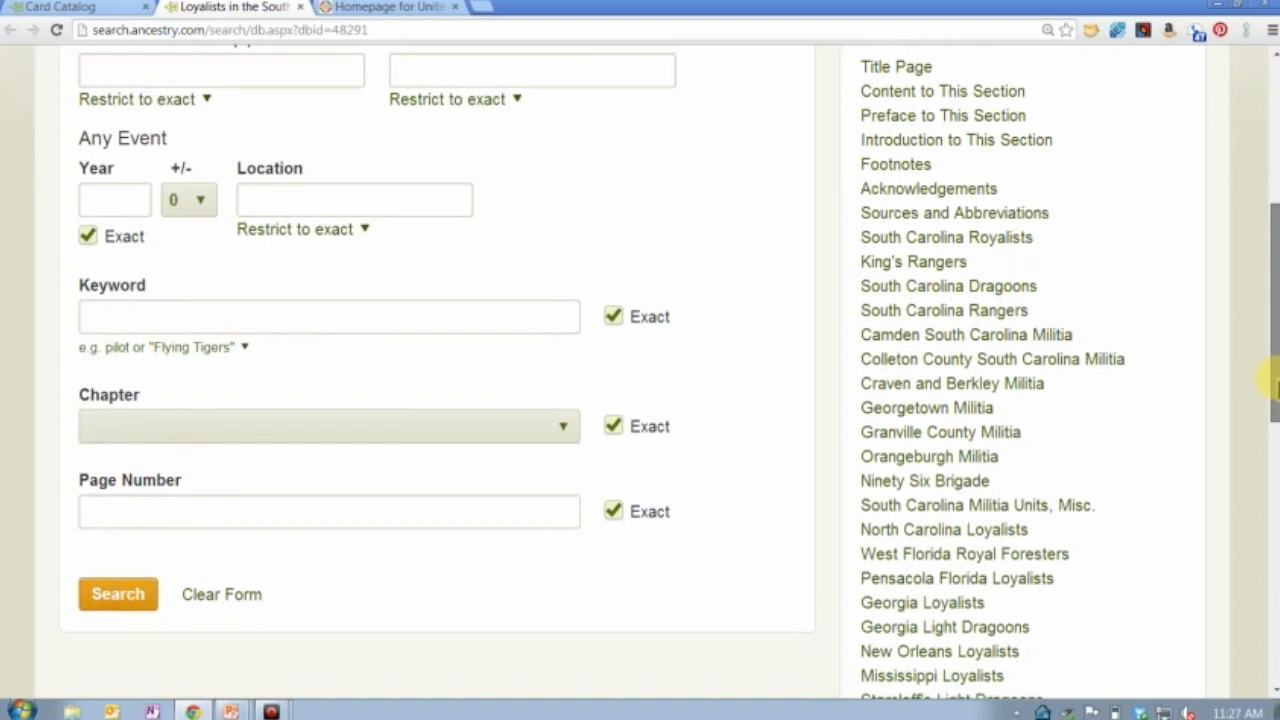 Card Catalog
Loyalists in the South
Homepage for Unite
search.ancestry.com/search/db.aspx?dbid=48291
Restrict to exact
Restrict to exact
Any Event
Year
+/-
Location
0
Exact
Restrict to exact
Keyword
Exact
e.g. pilot or "Flying Tigers"
Chapter
Exact
Page Number
Exact
Search
Clear Form
Title Page
Content to This Section
Preface to This Section
Introduction to This Section
Footnotes
Acknowledgements
Sources and Abbreviations
South Carolina Royalists
King's Rangers
South Carolina Dragoons
South Carolina Rangers
Camden South Carolina Militia
Colleton County South Carolina Militia
Craven and Berkley Militia
Georgetown Militia
Granville County Militia
Orangeburgh Militia
Ninety Six Brigade
South Carolina Militia Units, Misc.
North Carolina Loyalists
West Florida Royal Foresters
Pensacola Florida Loyalists
Georgia Loyalists
Georgia Light Dragoons
New Orleans Loyalists
Mississippi Loyalists
Light Dragoons
11:27 AM